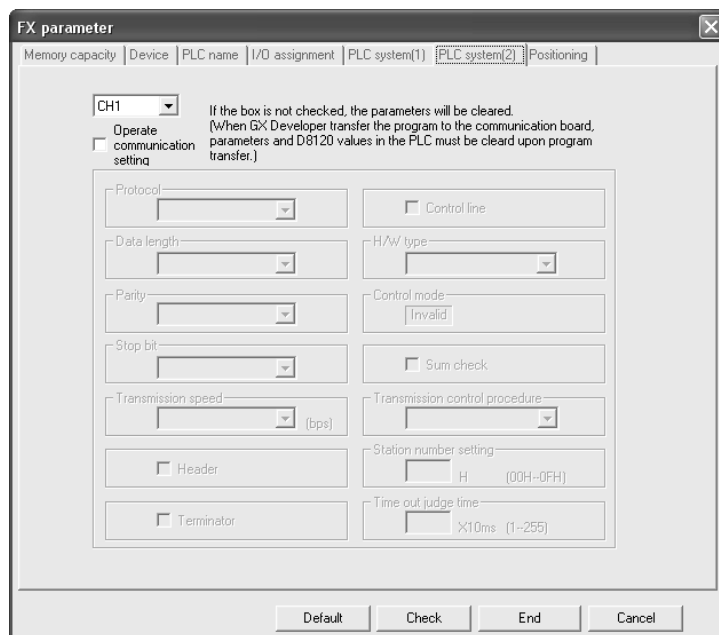 FX parameter
Memory capacity Device PLC name I/O assignment PLC system(1) PLC system(2) Positioning
CH1
If the box is not checked, the parameters will be cleared.
(When GX Developer transfer the program to the communication board,
parameters and D8120 values in the PLC must be cleard upon program
transfer.)
Operate
communication
setting
Protocol
Control line
Data length
H/W type
Parity
Control mode
Invalid
Stop bit
Sum check
Transmission speed
(bps)
Transmission control procedure
Header
Station number setting
H (00H--0FH)
Terminator
Time out judge time
X10ms (1--255)
Default Check End Cancel